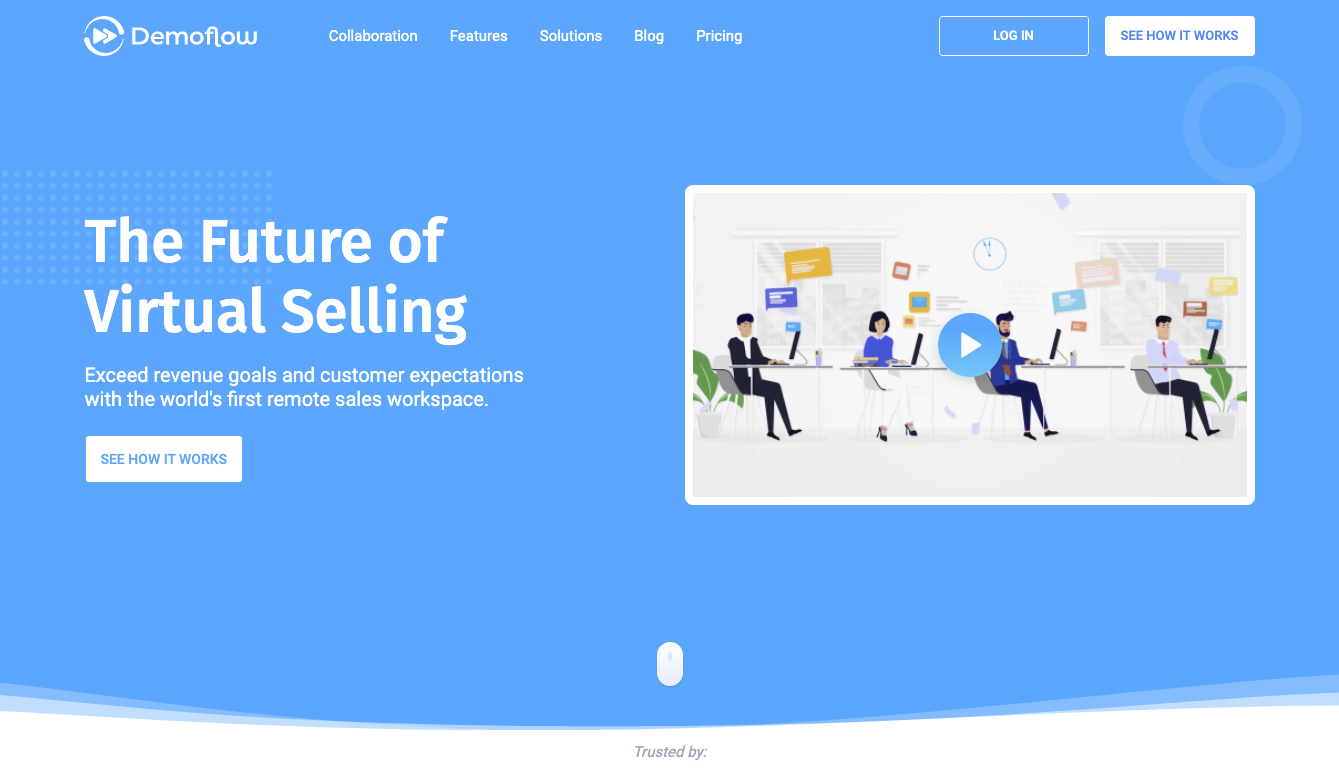 Demoflow
Collaboration
Features
Solutions
Blog
Pricing
LOG IN
SEE HOW IT WORKS
The Future of
Virtual Selling
Exceed revenue goals and customer expectations
with the world's first remote sales workspace.
SEE HOW IT WORKS
Trusted by: